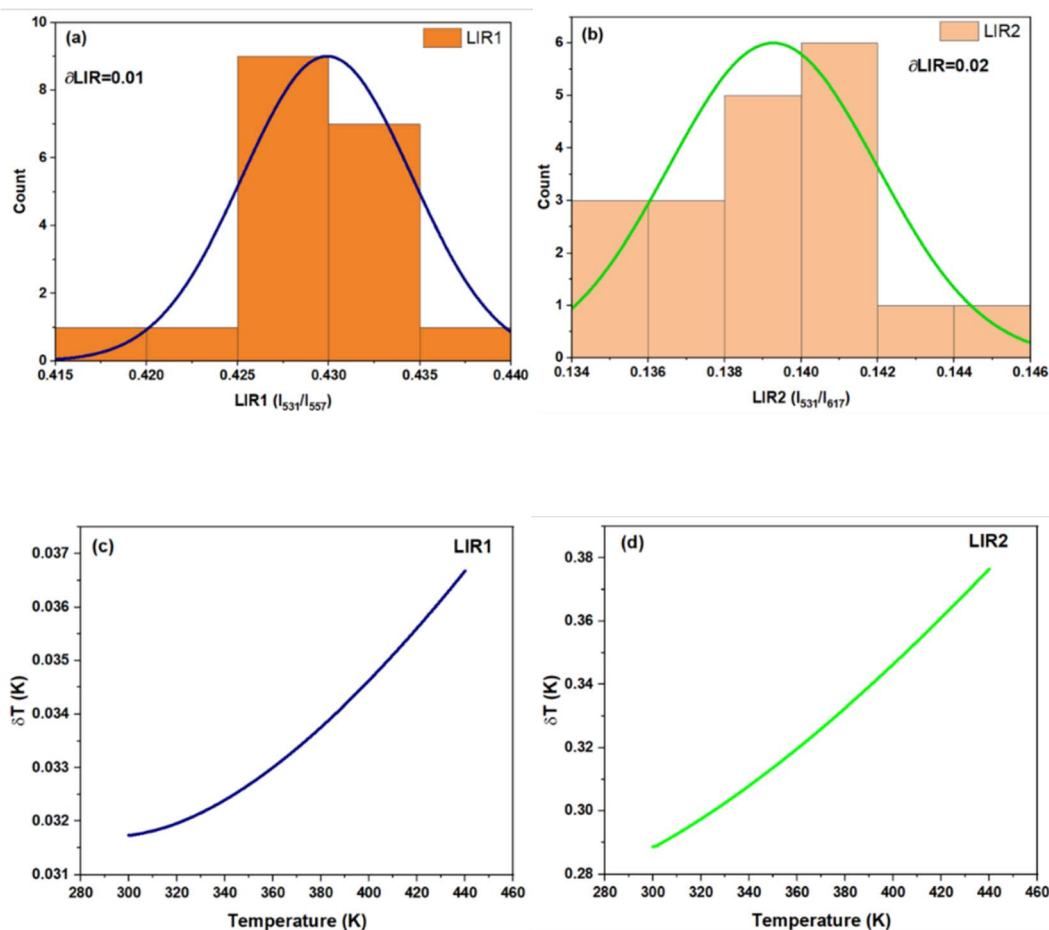 (a)
LIR1
∂LIR=0.01
10
8
6
4
2
0
Count
0.415 0.420 0.425 0.430 0.435 0.440
LIR1 (I531/I557)
(b)
LIR2
∂LIR=0.02
6
5
4
3
2
1
0
Count
0.134 0.136 0.138 0.140 0.142 0.144 0.146
LIR2 (I531/I617)
(c)
LIR1
0.037
0.036
0.035
0.034
0.033
0.032
0.031
δT (K)
280 300 320 340 360 380 400 420 440 460
Temperature (K)
(d)
LIR2
0.38
0.36
0.34
0.32
0.30
0.28
δT (K)
280 300 320 340 360 380 400 420 440 460
Temperature (K)